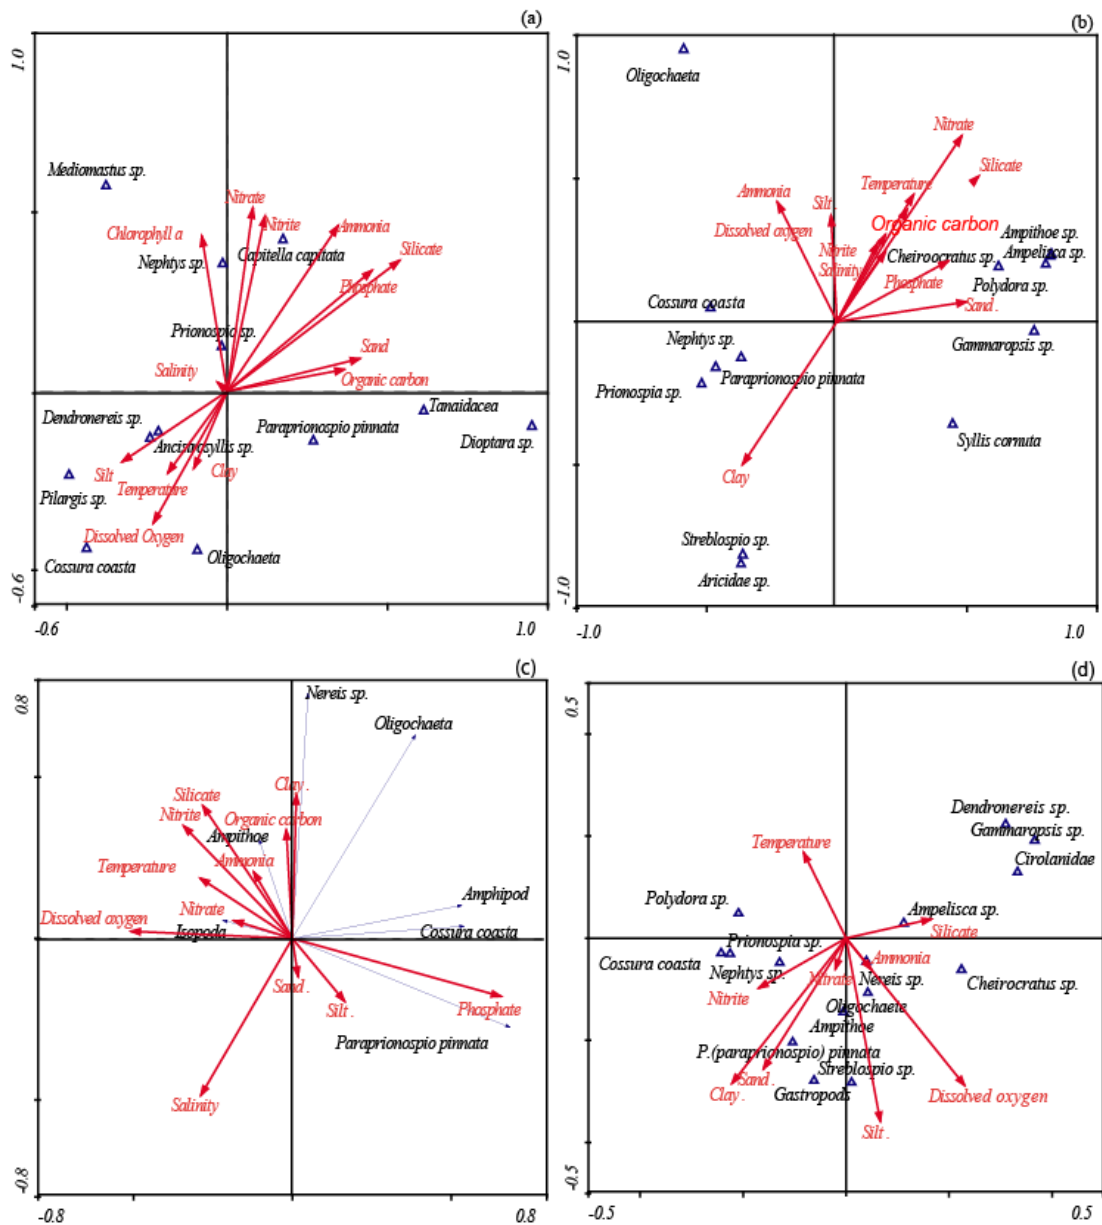 (a)
1.0
Mediomastus sp.
Nitrate
Nitrite
Ammonia
Chlorophyll a
Capitella capitata
Silicate
Nephtys sp.
Phosphate
Prionospio sp.
Sand
Salinity
Organic carbon
Tanaidacea
Dendronereis sp.
Ancistrosyllis sp.
Paraprionospio pinnata
Dioptara sp.
Silt
Clay
Temperature
Pilargis sp.
Dissolved Oxygen
Cossura coasta
Oligochaeta
-0.6
-0.6
1.0
(b)
1.0
Oligochaeta
Nitrate
Silicate
Ammonia
Temperature
Silt .
Dissolved oxygen
Organic carbon
Ampithoe sp.
Nitrite
Cheiroocratus sp.
Ampelisca sp.
Salinity
Phosphate
Polydora sp.
Cossura coasta
Sand .
Nephtys sp.
Gammaropsis sp.
Prionospia sp.
Paraprionospio pinnata
Syllis cornuta
Clay
Streblospio sp.
Aricidae sp.
-1.0
-1.0
1.0
(c)
0.8
Nereis sp.
Oligochaeta
Clay .
Silicate
Nitrite
Organic carbon
Ampithoe
Temperature
Ammonia
Amphipod
Dissolved oxygen
Nitrate
Isopoda
Cossura coasta
Sand .
Silt .
Phosphate
Paraprionospio pinnata
Salinity
-0.8
-0.8
0.8
(d)
0.5
Dendronereis sp.
Gammaropsis sp.
Temperature
Cirolanidae
Polydora sp.
Ampelisca sp.
Silicate
Prionospia sp.
Cossura coasta
Nephtys sp.
Ammonia
Nitrate
Nereis sp.
Cheirocratus sp.
Nitrite
Oligochaete
Ampithoe
P.(paraprionospio) pinnata
Sand .
Streblospio sp.
Clay .
Gastropods
Dissolved oxygen
Silt .
-0.5
-0.5
0.5